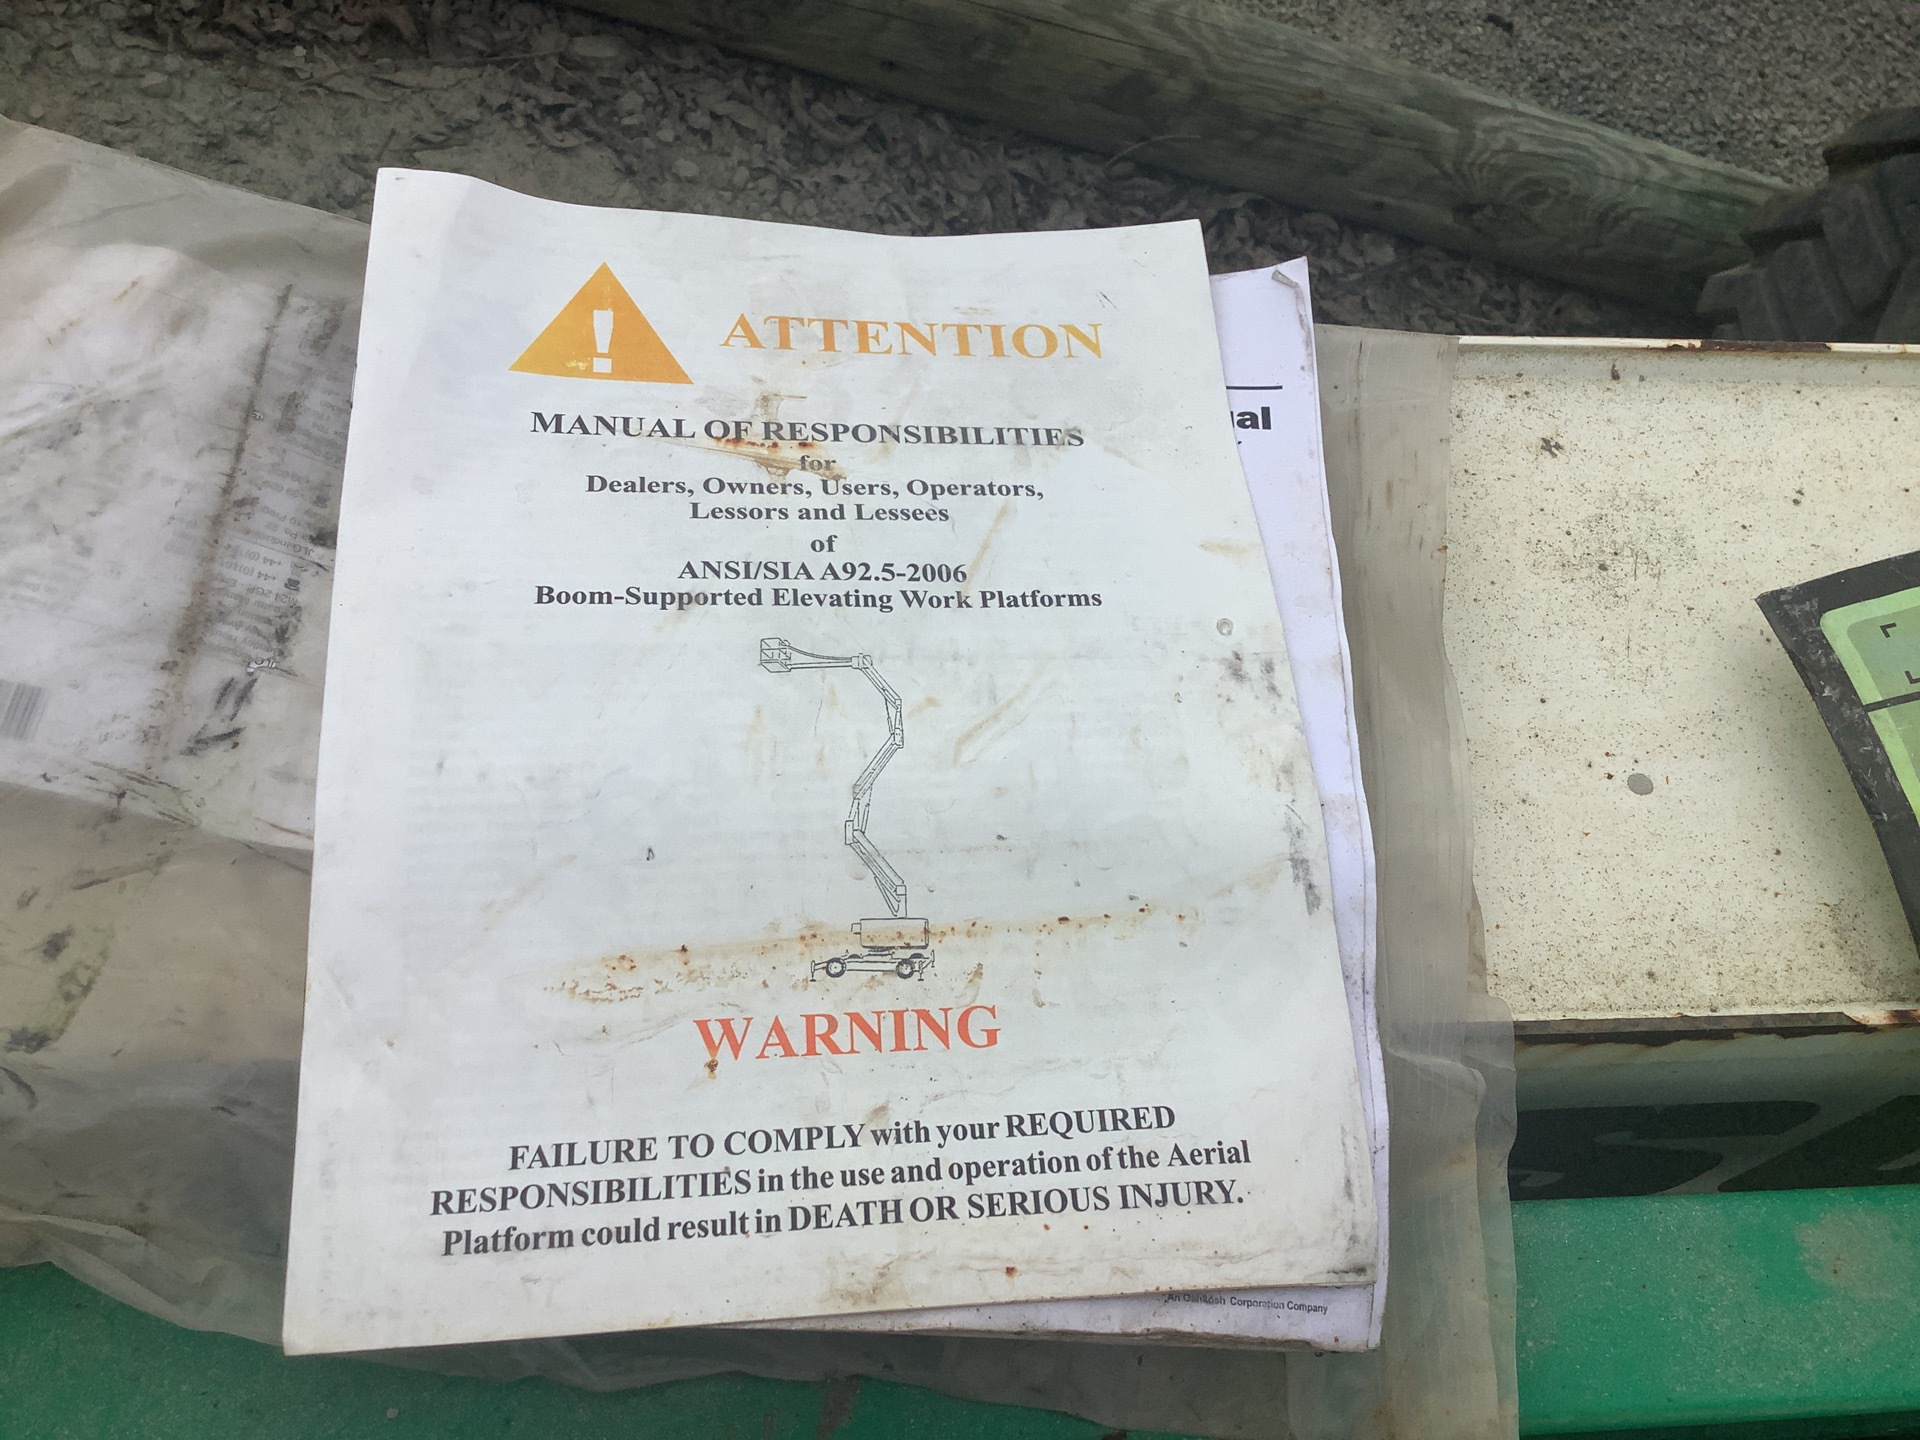 !
ATTENTION
MANUAL OF RESPONSIBILITIES
for
Dealers, Owners, Users, Operators,
Lessors and Lessees
of
ANSI/SIA A92.5-2006
Boom-Supported Elevating Work Platforms
WARNING
FAILURE TO COMPLY with your REQUIRED
RESPONSIBILITIES in the use and operation of the Aerial
Platform could result in DEATH OR SERIOUS INJURY.
An Oshkosh Corporation Company